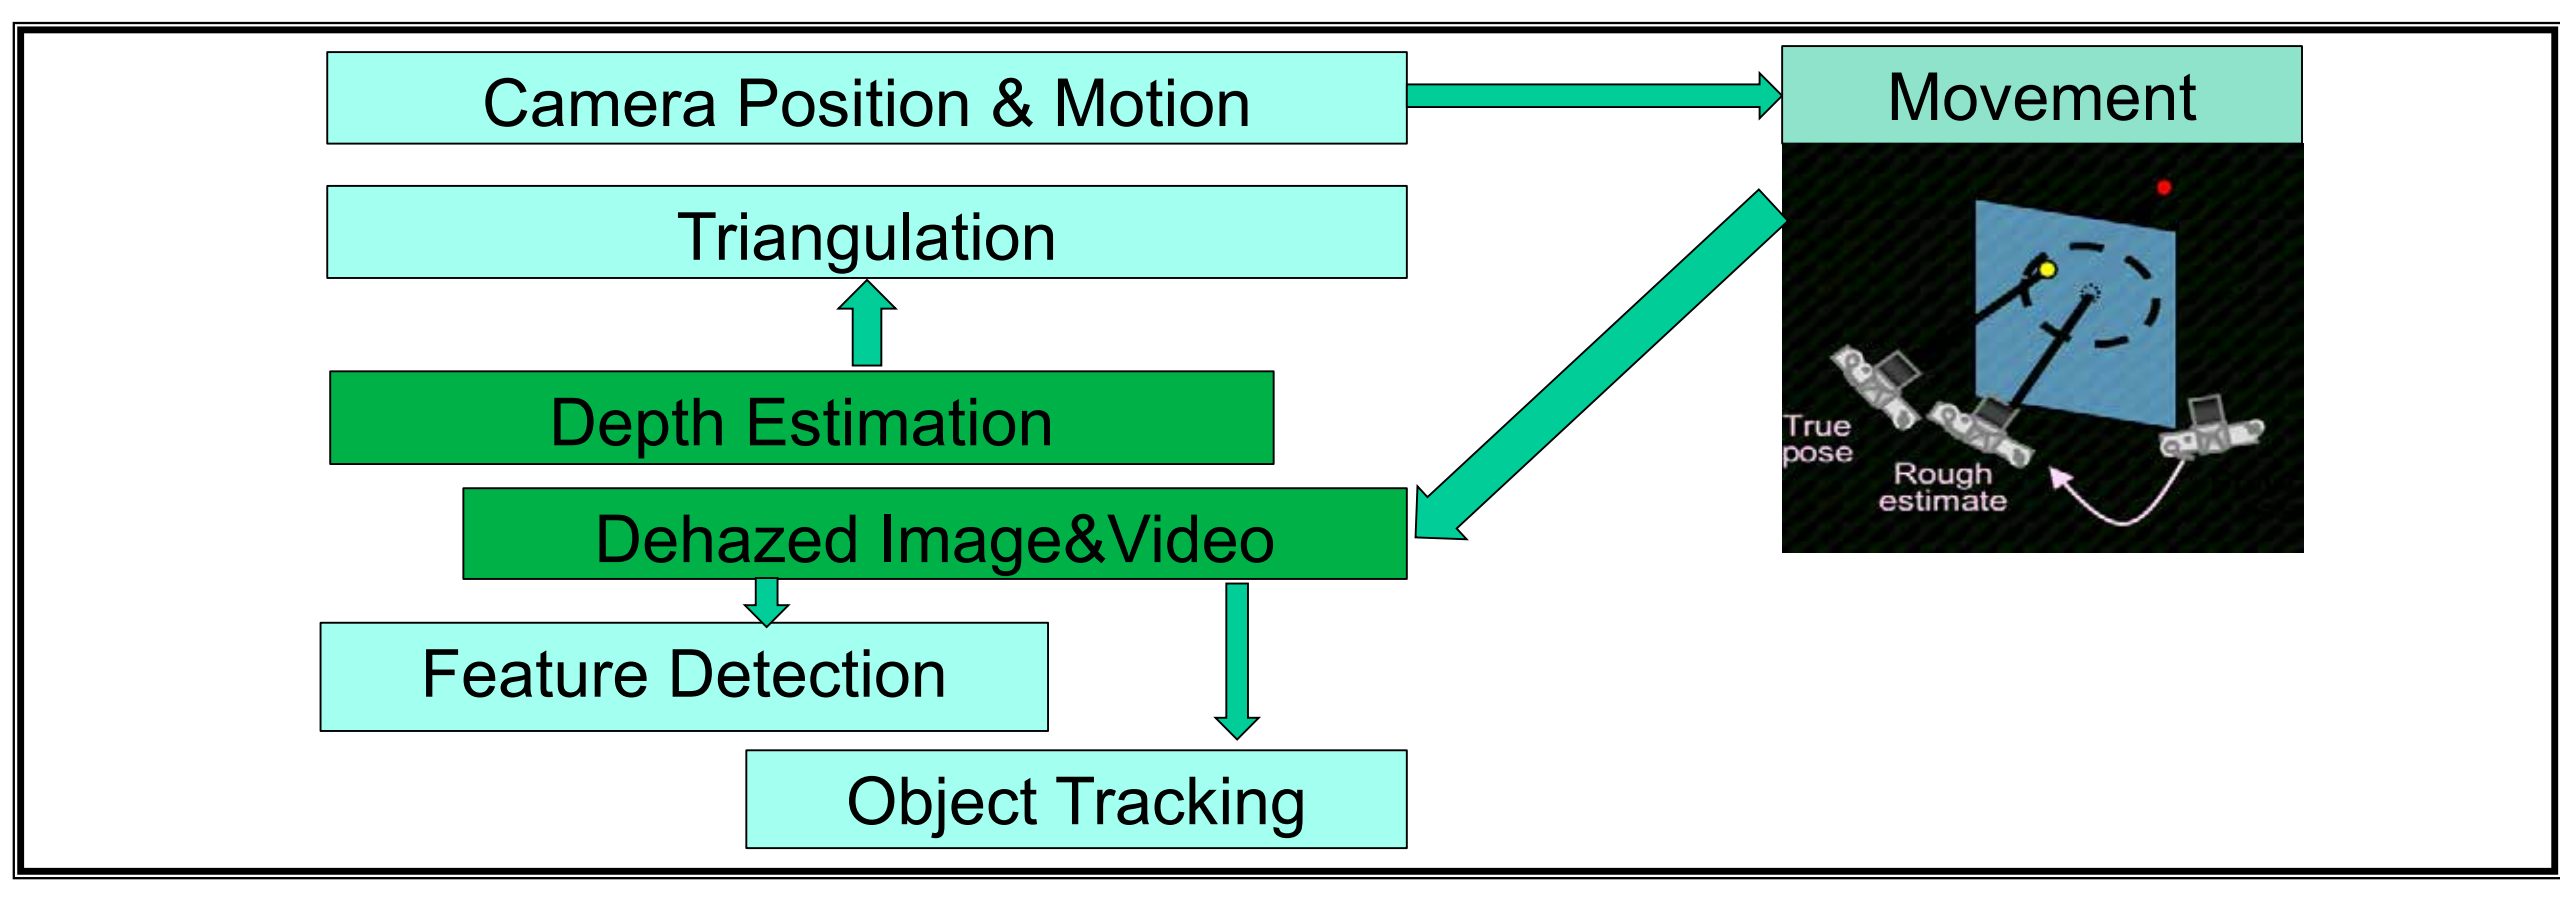 Camera Position & Motion
Movement
Triangulation
Depth Estimation
True
pose
Rough
estimate
Dehazed Image&Video
Feature Detection
Object Tracking